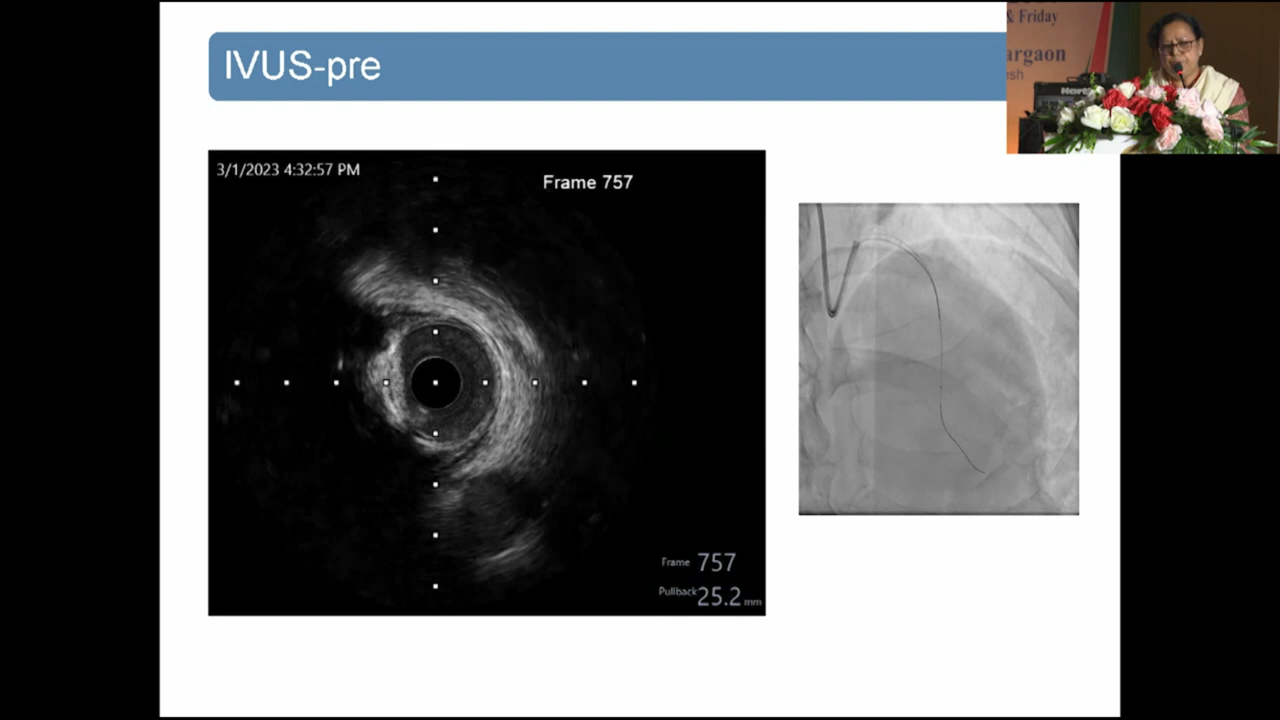 IVUS-pre
3/1/2023 4:32:57 PM
Frame 757
Frame 757
Pullback 25.2 mm
& Friday
argaon
esh